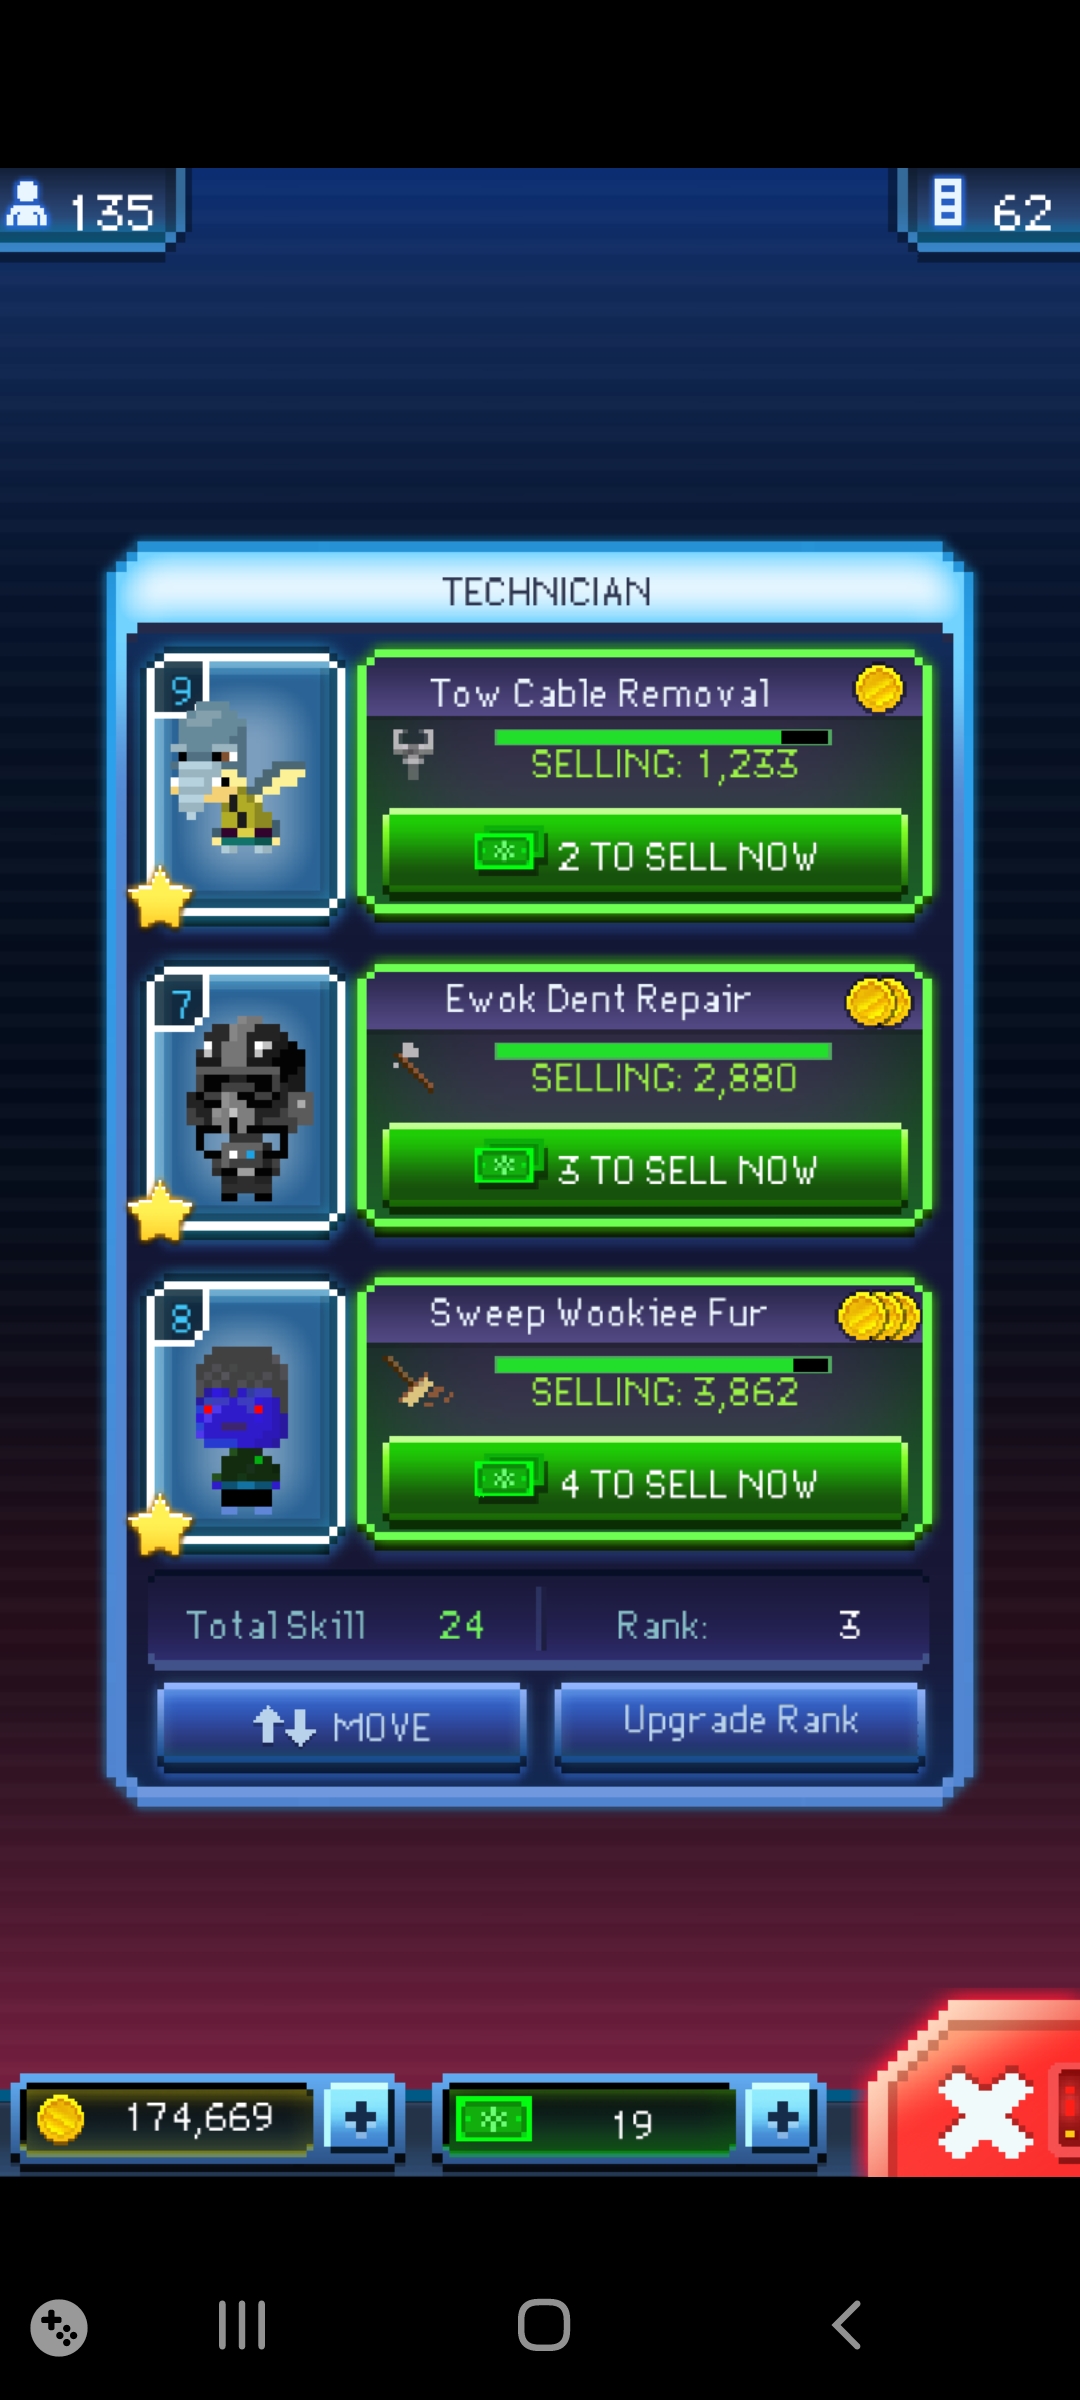 135
62
TECHNICIAN
9
Tow Cable Removal
SELLING: 1,233
2 TO SELL NOW
7
Ewok Dent Repair
SELLING: 2,880
3 TO SELL NOW
8
Sweep Wookiee Fur
SELLING: 3,862
4 TO SELL NOW
Total Skill 24 Rank: 3
MOVE Upgrade Rank
174,669 19